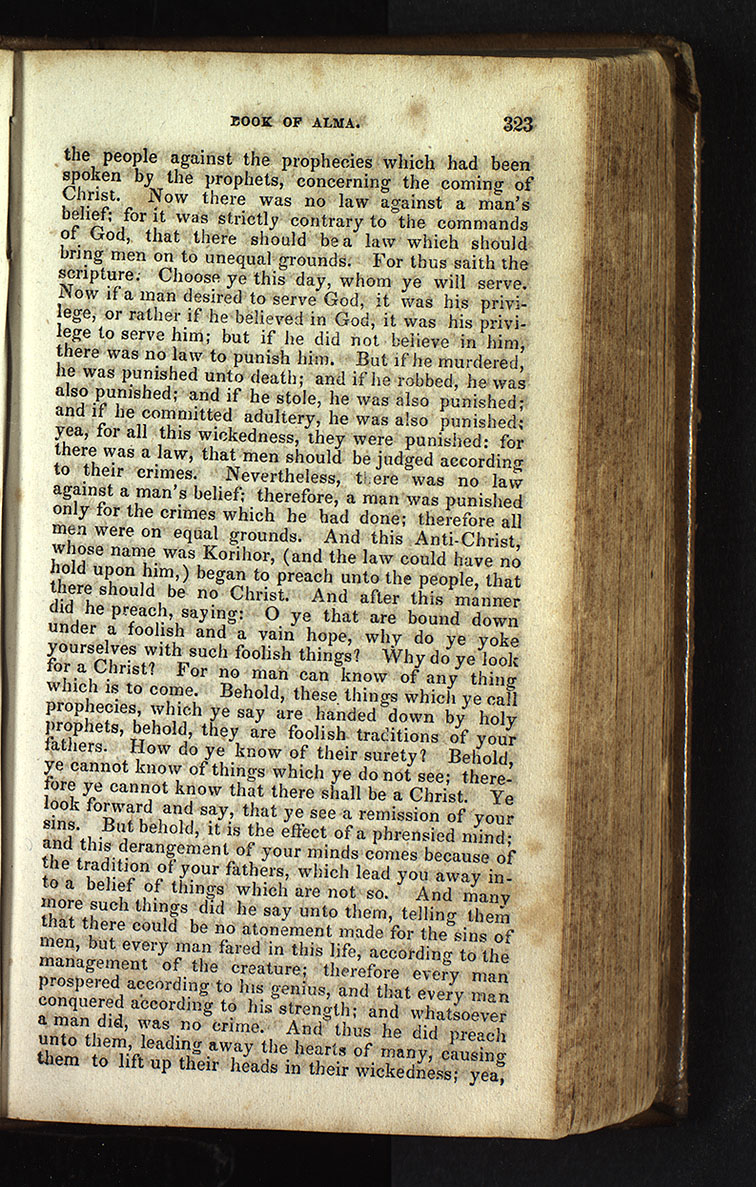 BOOK OF ALMA. 323
the people against the prophecies which had been
spoken by the prophets, concerning the coming of
Christ. Now there was no law against a man's
belief; for it was strictly contrary to the commands
of God, that there should be a law which should
bring men on to unequal grounds. For thus saith the
scripture: Choose ye this day, whom ye will serve.
Now if a man desired to serve God, it was his privi-
lege, or rather if he believed in God, it was his privi-
lege to serve him; but if he did not believe in him,
there was no law to punish him. But if he murdered,
he was punished unto death; and if he robbed, he was
also punished; and if he stole, he was also punished;
and if he committed adultery, he was also punished;
yea, for all this wickedness, they were punished: for
there was a law, that men should be judged according
to their crimes. Nevertheless, there was no law
against a man's belief; therefore, a man was punished
only for the crimes which he had done; therefore all
men were on equal grounds. And this Anti-Christ,
whose name was Korihor, (and the law could have no
hold upon him,) began to preach unto the people, that
there should be no Christ. And after this manner
did he preach, saying: O ye that are bound down
under a foolish and a vain hope, why do ye yoke
yourselves with such foolish things? Why do ye look
for a Christ? For no man can know of any thing
which is to come. Behold, these things which ye call
prophecies, which ye say are handed down by holy
prophets, behold, they are foolish traditions of your
fathers. How do ye know of their surety? Behold,
ye cannot know of things which ye do not see; there-
fore ye cannot know that there shall be a Christ. Ye
look forward and say, that ye see a remission of your
sins. But behold, it is the effect of a phrensied mind;
and this derangement of your minds comes because of
the tradition of your fathers, which lead you away in-
to a belief of things which are not so. And many
more such things did he say unto them, telling them
that there could be no atonement made for the sins of
men, but every man fared in this life, according to the
management of the creature; therefore every man
prospered according to his genius, and that every man
conquered according to his strength; and whatsoever
a man did, was no crime. And thus he did preach
unto them, leading away the hearts of many, causing
them to lift up their heads in their wickedness; yea,